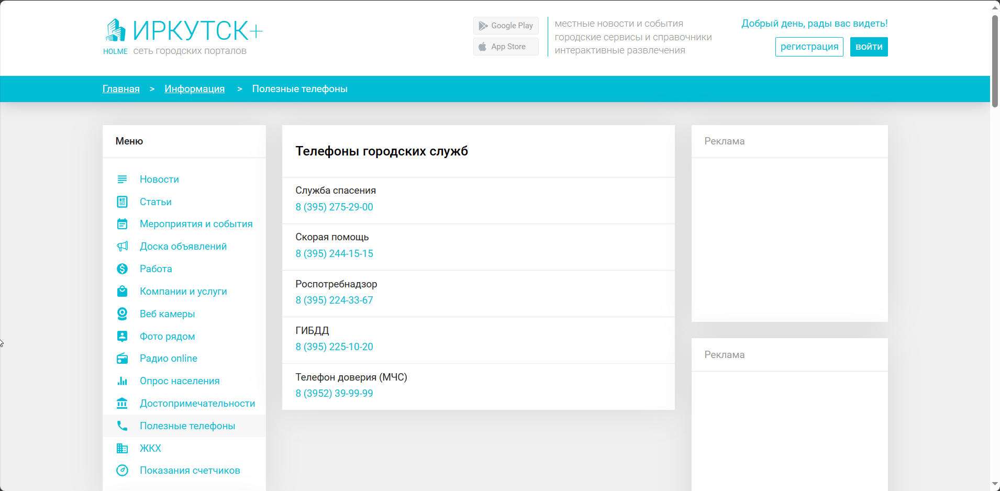 ИРКУТСК+
HOLME сеть городских порталов
Google Play
App Store
местные новости и события
городские сервисы и справочники
интерактивные развлечения
Добрый день, рады вас видеть!
регистрация войти
Главная > Информация > Полезные телефоны
Меню
Новости
Статьи
Мероприятия и события
Доска объявлений
Работа
Компании и услуги
Веб камеры
Фото рядом
Радио online
Опрос населения
Достопримечательности
Полезные телефоны
ЖКХ
Показания счетчиков
Телефоны городских служб
Служба спасения
8 (395) 275-29-00
Скорая помощь
8 (395) 244-15-15
Роспотребнадзор
8 (395) 224-33-67
ГИБДД
8 (395) 225-10-20
Телефон доверия (МЧС)
8 (3952) 39-99-99
Реклама
Реклама